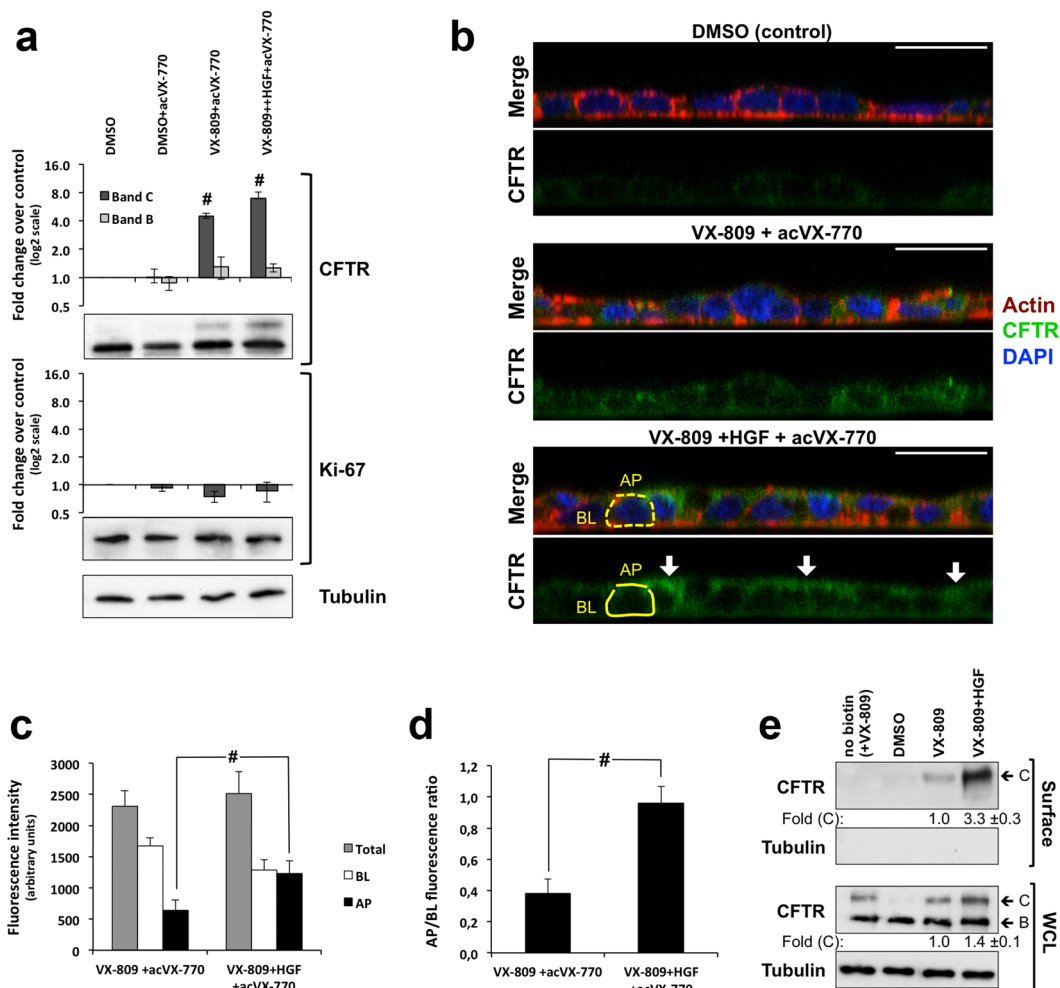 a
DMSO
DMSO+acVX-770
VX-809+acVX-770
VX-809++HGF+acVX-770
Fold change over control
(log2 scale)
16.0
8.0
4.0
2.0
1.0
0.5
Band C
Band B
#
#
CFTR
Fold change over control
(log2 scale)
16.0
8.0
4.0
2.0
1.0
0.5
Ki-67
Tubulin
b
DMSO (control)
Merge
CFTR
VX-809 + acVX-770
Merge
CFTR
VX-809 +HGF + acVX-770
Merge
AP
BL
CFTR
AP
BL
Actin
CFTR
DAPI
c
Fluorescence intensity
(arbitrary units)
3000
2500
2000
1500
1000
500
0
#
Total
BL
AP
VX-809 +acVX-770
VX-809+HGF
+acVX-770
d
AP/BL fluorescence ratio
1,2
1,0
0,8
0,6
0,4
0,2
0,0
#
VX-809 +acVX-770
VX-809+HGF
+acVX-770
e
no biotin
(+VX-809)
DMSO
VX-809
VX-809+HGF
CFTR
C
Fold (C): 1.0 3.3 ±0.3
Tubulin
Surface
CFTR
C
B
Fold (C): 1.0 1.4 ±0.1
Tubulin
WCL